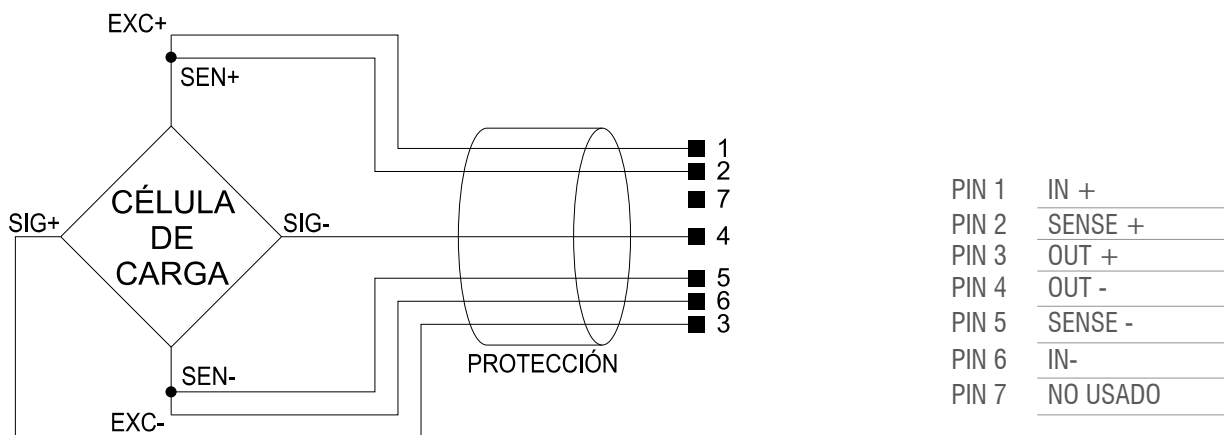 EXC+
SEN+
CÉLULA
DE
CARGA
SIG+
SIG-
SEN-
EXC-
PROTECCIÓN
1
2
7
4
5
6
3
PIN 1 IN +
PIN 2 SENSE +
PIN 3 OUT +
PIN 4 OUT -
PIN 5 SENSE -
PIN 6 IN-
PIN 7 NO USADO